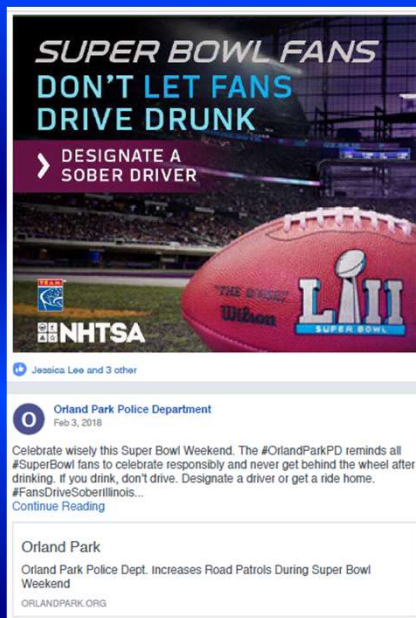 SUPER BOWL FANS
DON'T LET FANS
DRIVE DRUNK
DESIGNATE A
SOBER DRIVER
"THE DUKE"
Wilson
LII
SUPER BOWL
TEAM
NHTSA
Jessica Lee and 3 other
O
Orland Park Police Department
Feb 3, 2018
Celebrate wisely this Super Bowl Weekend. The #OrlandParkPD reminds all
#SuperBowl fans to celebrate responsibly and never get behind the wheel after
drinking. If you drink, don't drive. Designate a driver or get a ride home.
#FansDriveSoberIllinois...
Continue Reading
Orland Park
Orland Park Police Dept. Increases Road Patrols During Super Bowl
Weekend
ORLANDPARK.ORG